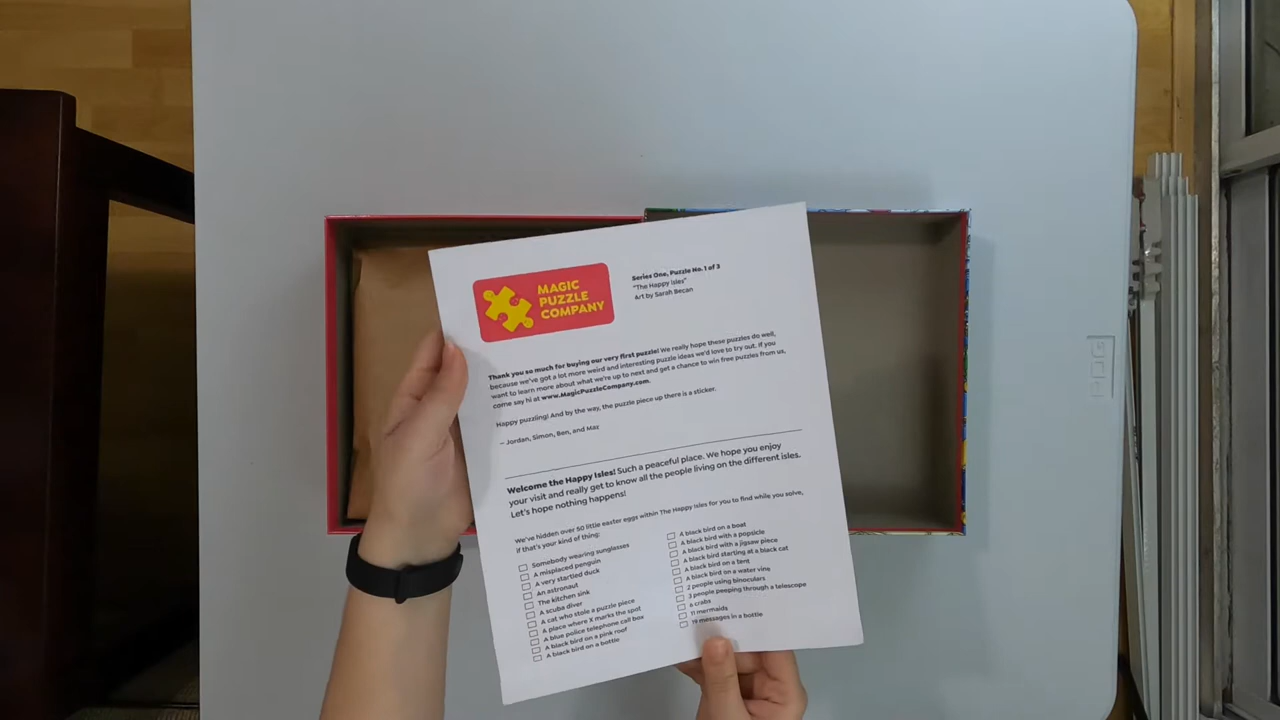 MAGIC
PUZZLE
COMPANY
Series One, Puzzle No. 1 of 3
"The Happy Isles"
Art by Sarah Becan
Thank you so much for buying our very first puzzle! We really hope these puzzles do well,
because we've got a lot more weird and interesting puzzle ideas we'd love to try out. If you
want to learn more about what we're up to next and get a chance to win free puzzles from us,
come say hi at www.MagicPuzzleCompany.com.
Happy puzzling! And by the way, the puzzle piece up there is a sticker.
– Jordan, Simon, Ben, and Max
Welcome the Happy Isles! Such a peaceful place. We hope you enjoy
your visit and really get to know all the people living on the different isles.
Let's hope nothing happens!
We've hidden over 50 little easter eggs within The Happy Isles for you to find while you solve,
if that's your kind of thing:
Somebody wearing sunglasses
A misplaced penguin
A very startled duck
An astronaut
The kitchen sink
A scuba diver
A cat who stole a puzzle piece
A place where X marks the spot
A blue police telephone call box
A black bird on a pink roof
A black bird on a bottle
A black bird on a boat
A black bird with a popsicle
A black bird with a jigsaw piece
A black bird starting at a black cat
A black bird on a tent
A black bird on a water vine
2 people using binoculars
3 people peeping through a telescope
6 crabs
11 mermaids
19 messages in a bottle